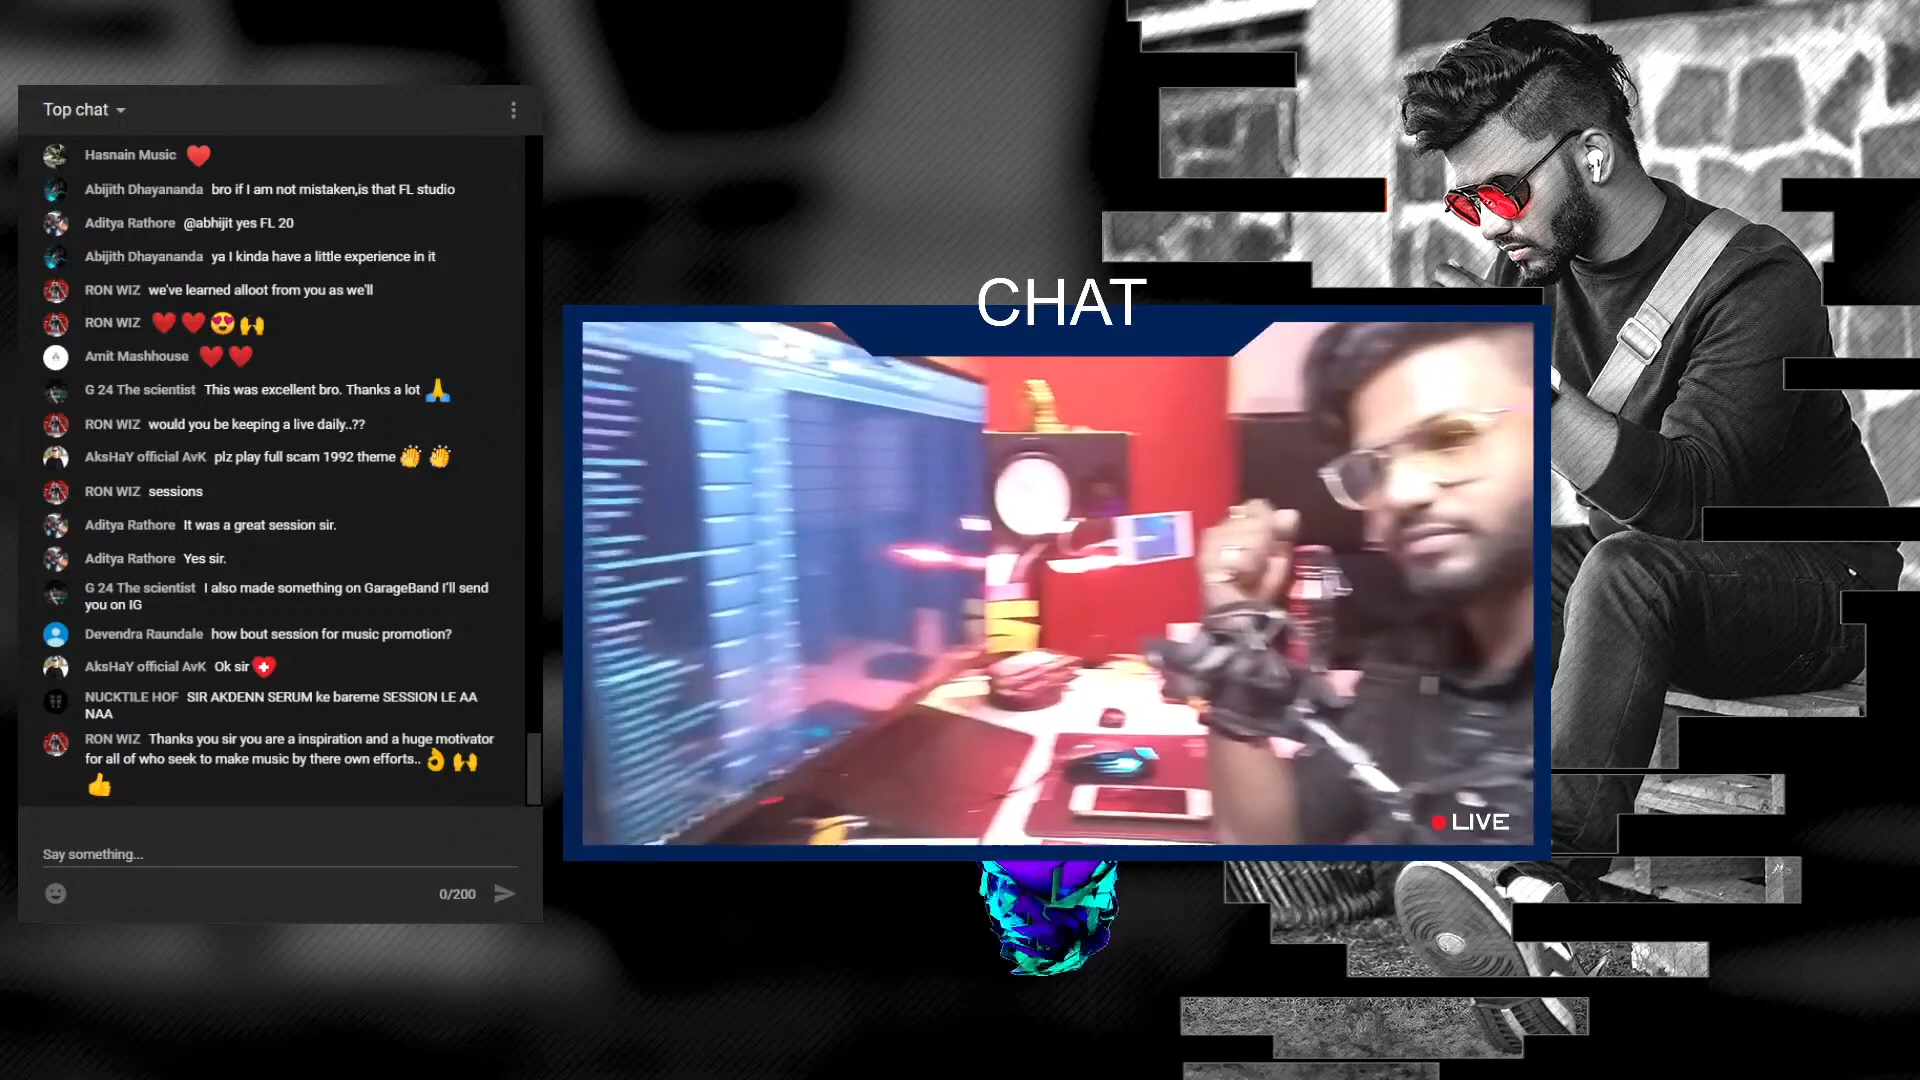 Top chat
Hasnain Music ❤️
Abijith Dhayananda bro if I am not mistaken,is that FL studio
Aditya Rathore @abhijit yes FL 20
Abijith Dhayananda ya I kinda have a little experience in it
RON WIZ we've learned alloot from you as we'll
RON WIZ ❤️❤️😍🙌
Amit Mashhouse ❤️❤️
G 24 The scientist This was excellent bro. Thanks a lot 🙏
RON WIZ would you be keeping a live daily..??
AksHaY official AvK plz play full scam 1992 theme 👏👏
RON WIZ sessions
Aditya Rathore It was a great session sir.
Aditya Rathore Yes sir.
G 24 The scientist I also made something on GarageBand I'll send
you on IG
Devendra Raundale how bout session for music promotion?
AksHaY official AvK Ok sir
NUCKTILE HOF SIR AKDENN SERUM ke bareme SESSION LE AA
NAA
RON WIZ Thanks you sir you are a inspiration and a huge motivator
for all of who seek to make music by there own efforts.. 👌🙌
👍
Say something...
0/200
CHAT
LIVE